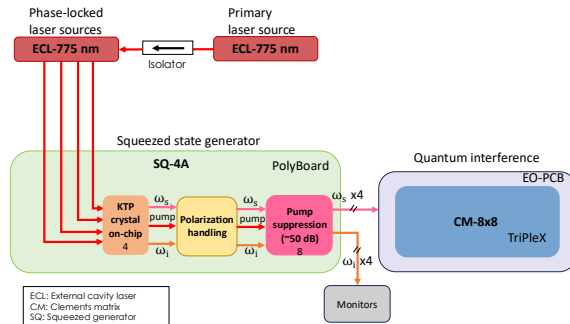 Phase-locked
laser sources
Primary
laser source
ECL-775 nm
ECL-775 nm
Isolator
Squeezed state generator
SQ-4A
PolyBoard
Quantum interference
EO-PCB
KTP
crystal
on-chip
4
ωs
pump
ωi
Polarization
handling
ωs
pump
ωi
Pump
suppression
(~50 dB)
8
ωs x4
ωi x4
CM-8x8
TriPleX
Monitors
ECL: External cavity laser
CM: Clements matrix
SQ: Squeezed generator